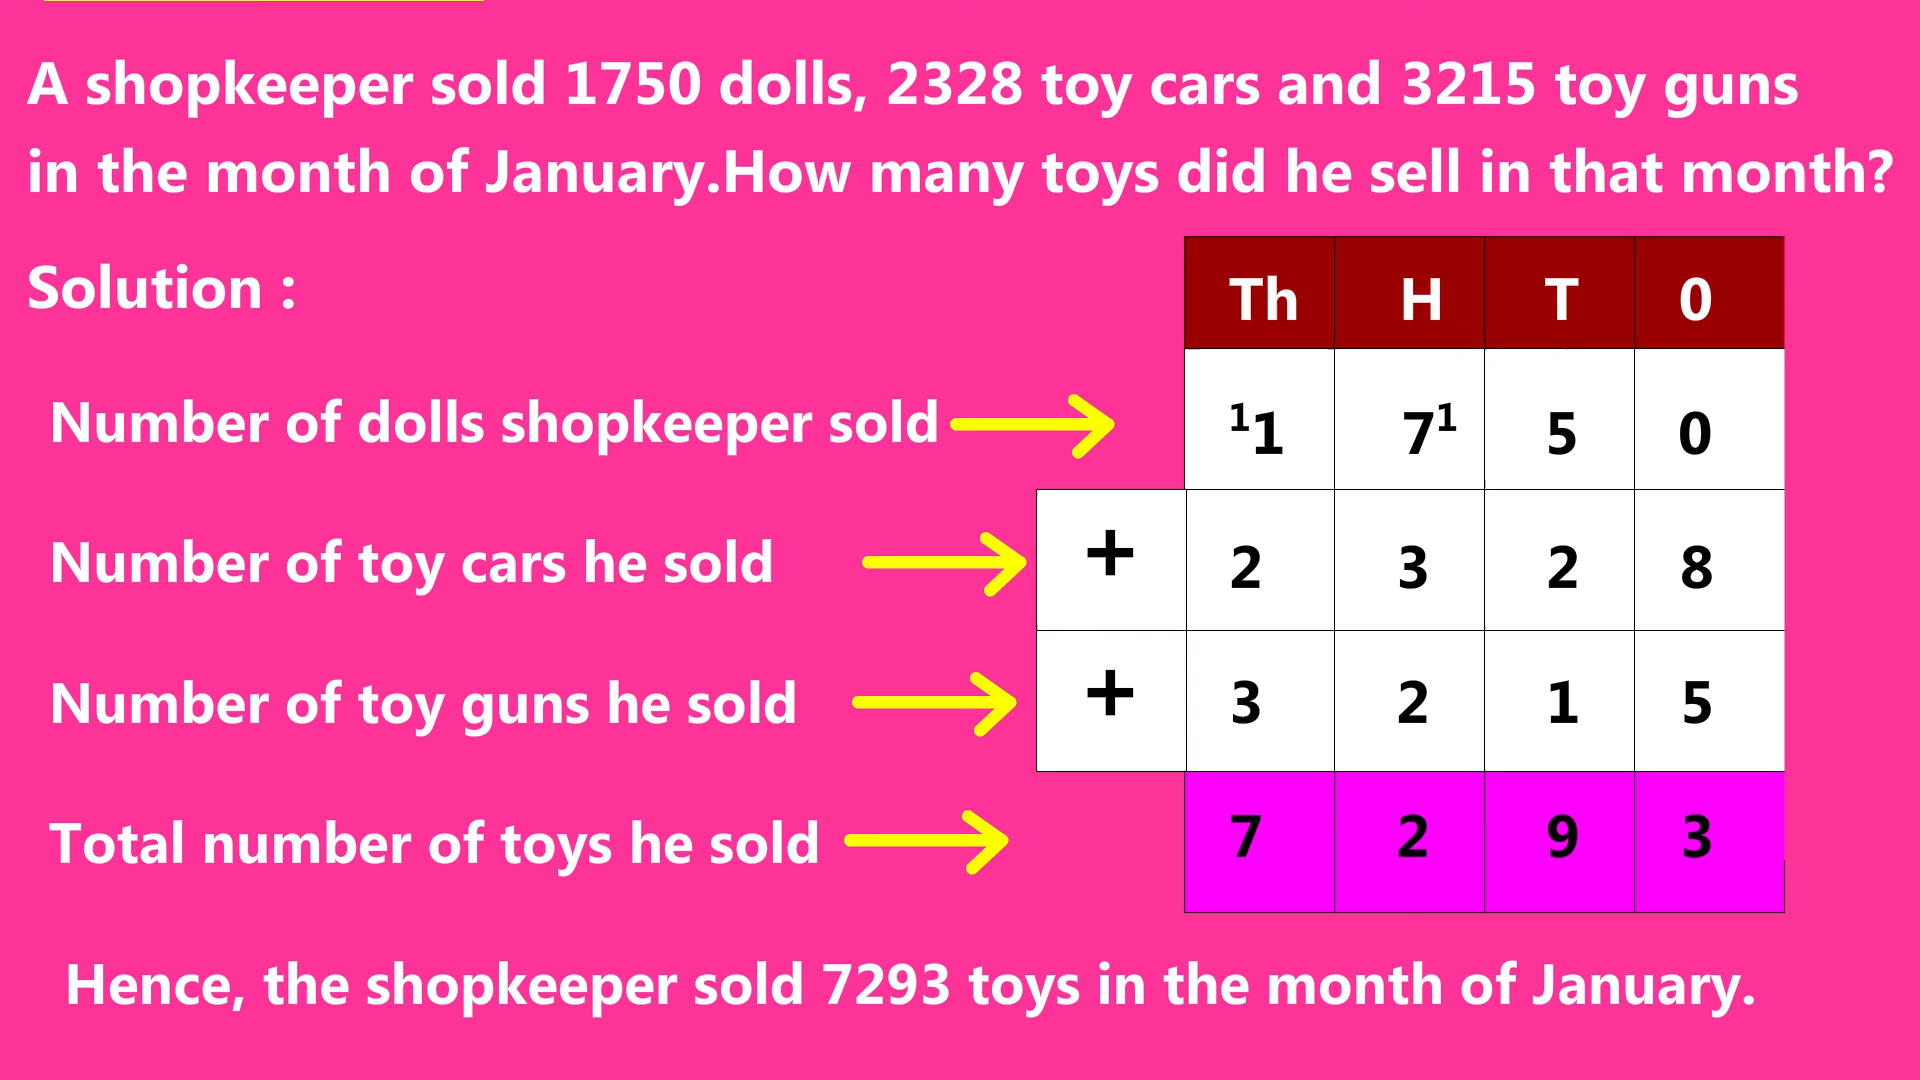 A shopkeeper sold 1750 dolls, 2328 toy cars and 3215 toy guns
in the month of January.How many toys did he sell in that month?
Solution :
Th H T 0
Number of dolls shopkeeper sold ¹1 7¹ 5 0
Number of toy cars he sold + 2 3 2 8
Number of toy guns he sold + 3 2 1 5
Total number of toys he sold 7 2 9 3
Hence, the shopkeeper sold 7293 toys in the month of January.